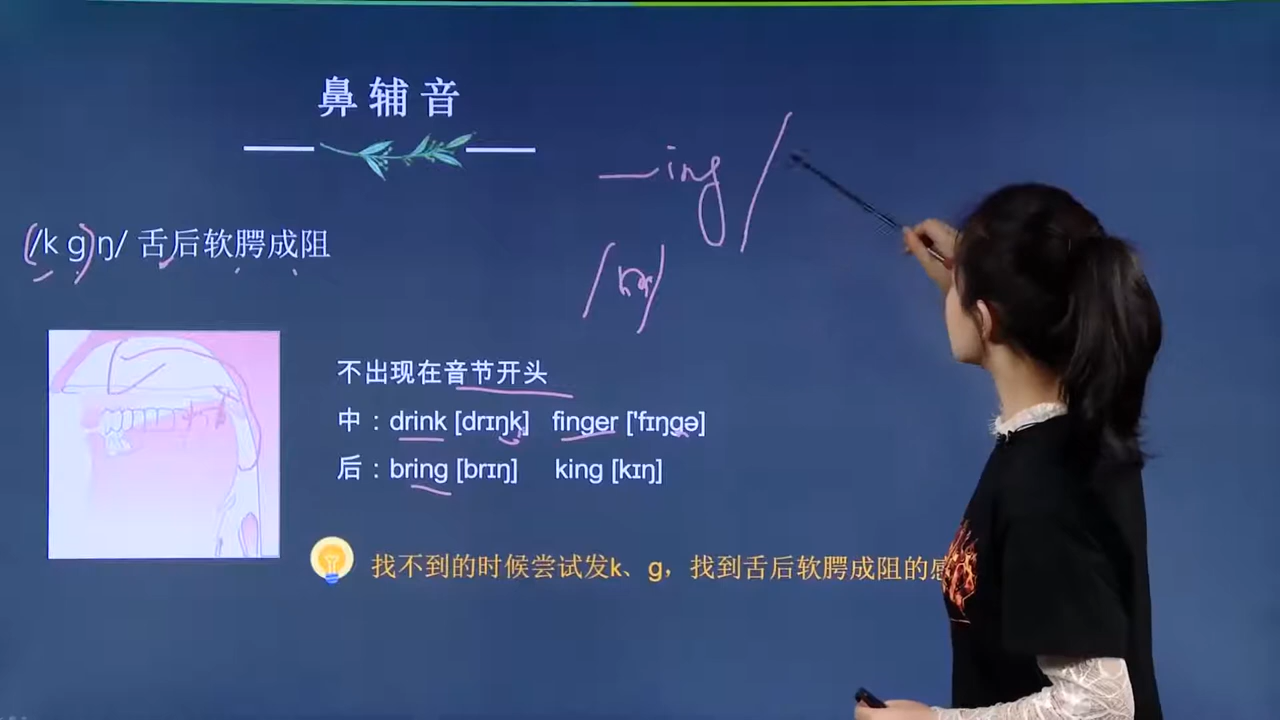 鼻辅音
—ing /
(/k g) ŋ/ 舌后软腭成阻
不出现在音节开头
中：drink [drɪŋk] finger ['fɪŋgə]
后：bring [brɪŋ] king [kɪŋ]
找不到的时候尝试发k、g，找到舌后软腭成阻的感